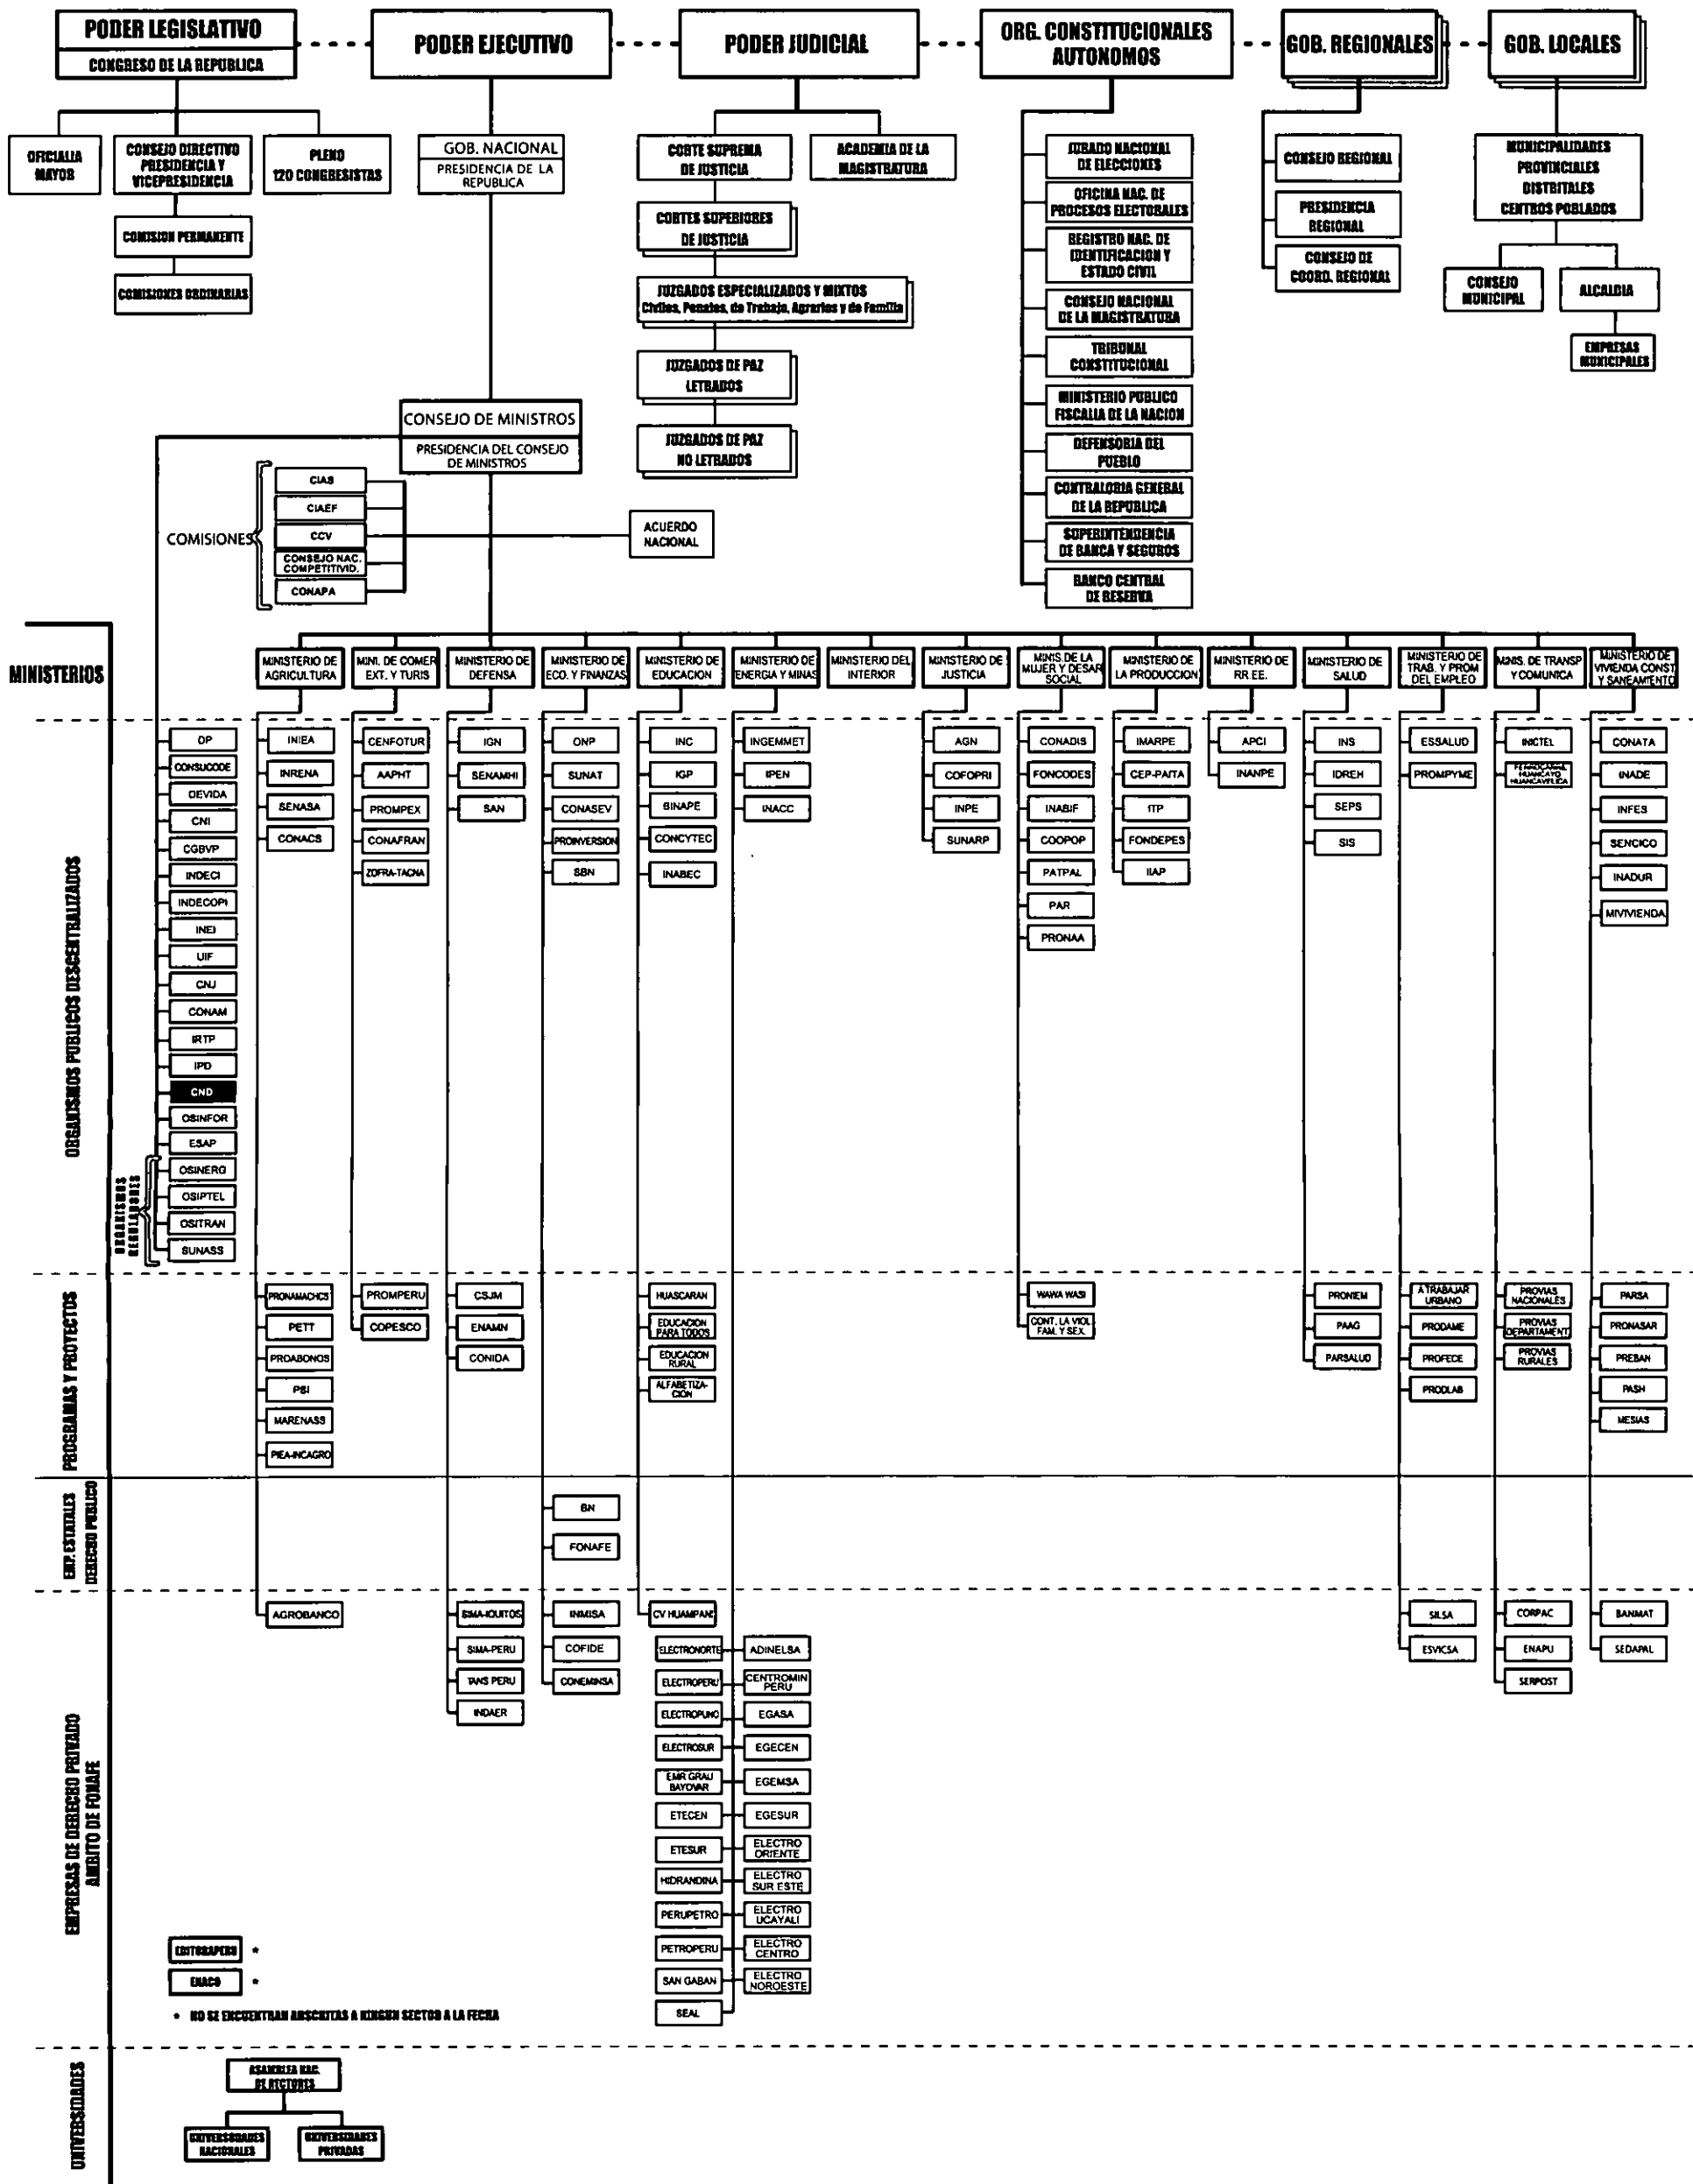 PODER LEGISLATIVO
CONGRESO DE LA REPUBLICA
PODER EJECUTIVO
PODER JUDICIAL
ORG. CONSTITUCIONALES
AUTONOMOS
GOB. REGIONALES
GOB. LOCALES
OFICIALIA
MAYOR
CONSEJO DIRECTIVO
PRESIDENCIA Y
VICEPRESIDENCIA
PLENO
120 CONGRESISTAS
COMISION PERMANENTE
COMISIONES ORDINARIAS
GOB. NACIONAL
PRESIDENCIA DE LA
REPUBLICA
CORTE SUPREMA
DE JUSTICIA
ACADEMIA DE LA
MAGISTRATURA
CORTES SUPERIORES
DE JUSTICIA
JUZGADOS ESPECIALIZADOS Y MIXTOS
Civiles, Penales, de Trabajo, Agrarios y de Familia
JUZGADOS DE PAZ
LETRADOS
JUZGADOS DE PAZ
NO LETRADOS
JURADO NACIONAL
DE ELECCIONES
OFICINA NAC. DE
PROCESOS ELECTORALES
REGISTRO NAC. DE
IDENTIFICACION Y
ESTADO CIVIL
CONSEJO NACIONAL
DE LA MAGISTRATURA
TRIBUNAL
CONSTITUCIONAL
MINISTERIO PUBLICO
FISCALIA DE LA NACION
DEFENSORIA DEL
PUEBLO
CONTRALORIA GENERAL
DE LA REPUBLICA
SUPERINTENDENCIA
DE BANCA Y SEGUROS
BANCO CENTRAL
DE RESERVA
CONSEJO REGIONAL
PRESIDENCIA
REGIONAL
CONSEJO DE
COORD. REGIONAL
MUNICIPALIDADES
PROVINCIALES
DISTRITALES
CENTROS POBLADOS
CONSEJO
MUNICIPAL
ALCALDIA
EMPRESAS
MUNICIPALES
CONSEJO DE MINISTROS
PRESIDENCIA DEL CONSEJO
DE MINISTROS
COMISIONES
CIAS
CIAEF
CCV
CONSEJO NAC.
COMPETITIVID.
CONAPA
ACUERDO
NACIONAL
MINISTERIOS
MINISTERIO DE
AGRICULTURA
MINI. DE COMER
EXT. Y TURIS
MINISTERIO DE
DEFENSA
MINISTERIO DE
ECO. Y FINANZAS
MINISTERIO DE
EDUCACION
MINISTERIO DE
ENERGIA Y MINAS
MINISTERIO DEL
INTERIOR
MINISTERIO DE
JUSTICIA
MINIS. DE LA
MUJER Y DESAR
SOCIAL
MINISTERIO DE
LA PRODUCCION
MINISTERIO DE
RR.EE.
MINISTERIO DE
SALUD
MINISTERIO DE
TRAB. Y PROM
DEL EMPLEO
MINIS. DE TRANSP
Y COMUNICA
MINISTERIO DE
VIVIENDA CONST.
Y SANEAMIENTO
ORGANISMOS PUBLICOS DESCENTRALIZADOS
DP
CONSUCODE
DEVIDA
CNI
CGBVP
INDECI
INDECOPI
INEI
UIF
CNJ
CONAM
IRTP
IPD
CND
OSINFOR
ESAP
ORGANISMOS
REGULADORES
OSINERG
OSIPTEL
OSITRAN
SUNASS
INIEA
INRENA
SENASA
CONACS
CENFOTUR
AAPHT
PROMPEX
CONAFRAN
ZOFRA-TACNA
IGN
SENAMHI
SAN
ONP
SUNAT
CONASEV
PROINVERSION
SBN
INC
IGP
BINAPE
CONCYTEC
INABEC
INGEMMET
IPEN
INACC
AGN
COFOPRI
INPE
SUNARP
CONADIS
FONCODES
INABIF
COOPOP
PATPAL
PAR
PRONAA
IMARPE
CEP-PAITA
ITP
FONDEPES
IIAP
APCI
INANPE
INS
IDREH
SEPS
SIS
ESSALUD
PROMPYME
INICTEL
FERROCARRIL
HUANCAYO
HUANCAVELICA
CONATA
INADE
INFES
SENCICO
INADUR
MIVIVIENDA
PROGRAMAS Y PROYECTOS
PRONAMACHCS
PETT
PROABONOS
PSI
MARENASS
PIEA-INCAGRO
PROMPERU
COPESCO
CSJM
ENAMN
CONIDA
HUASCARAN
EDUCACION
PARA TODOS
EDUCACION
RURAL
ALFABETIZA-
CIÓN
WAWA WASI
CONT. LA VIOL
FAM. Y SEX.
PRONIEM
PAAG
PARSALUD
A TRABAJAR
URBANO
PRODAME
PROFECE
PRODLAB
PROVIAS
NACIONALES
PROVIAS
DEPARTAMENT
PROVIAS
RURALES
PARSA
PRONASAR
PREBAN
PASH
MESIAS
EMP. ESTATALES
DERECHO PUBLICO
BN
FONAFE
EMPRESAS DE DERECHO PRIVADO
AMBITO DE FONAFE
AGROBANCO
SIMA-IQUITOS
SIMA-PERU
TANS PERU
INDAER
INMISA
COFIDE
CONEMINSA
CV HUAMPANI
ELECTRONORTE
ADINELSA
ELECTROPERU
CENTROMIN
PERU
ELECTROPUNO
EGASA
ELECTROSUR
EGECEN
EMR GRAU
BAYOVAR
EGEMSA
ETECEN
EGESUR
ETESUR
ELECTRO
ORIENTE
HIDRANDINA
ELECTRO
SUR ESTE
PERUPETRO
ELECTRO
UCAYALI
PETROPERU
ELECTRO
CENTRO
SAN GABAN
ELECTRO
NOROESTE
SEAL
SILSA
ESVICSA
CORPAC
ENAPU
SERPOST
BANMAT
SEDAPAL
EDITORAPERU *
ENACO *
* NO SE ENCUENTRAN ADSCRITAS A NINGUN SECTOR A LA FECHA
UNIVERSIDADES
ASAMBLEA NAC.
DE RECTORES
UNIVERSIDADES
NACIONALES
UNIVERSIDADES
PRIVADAS